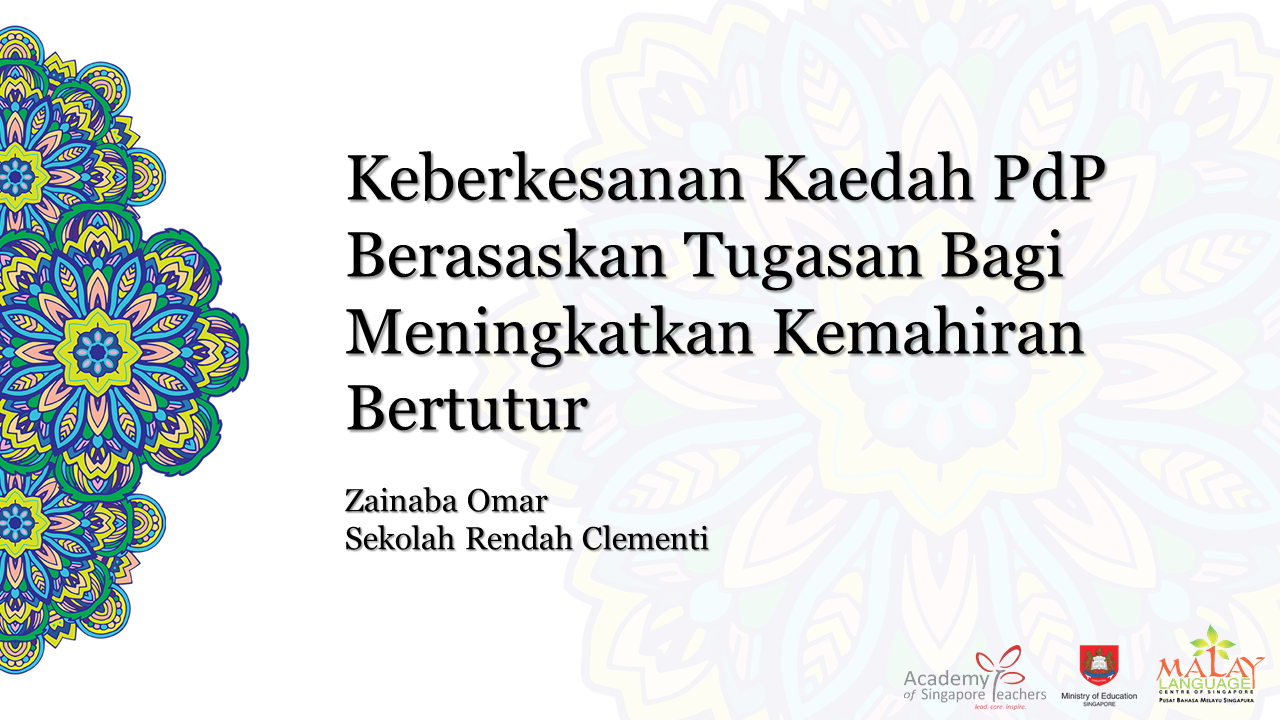 Keberkesanan Kaedah PdP
Berasaskan Tugasan Bagi
Meningkatkan Kemahiran
Bertutur
Zainaba Omar
Sekolah Rendah Clementi
Academy
of Singapore Teachers
lead. care. inspire.
Ministry of Education
SINGAPORE
MALAY
LANGUAGE
CENTRE OF SINGAPORE
PUSAT BAHASA MELAYU SINGAPURA